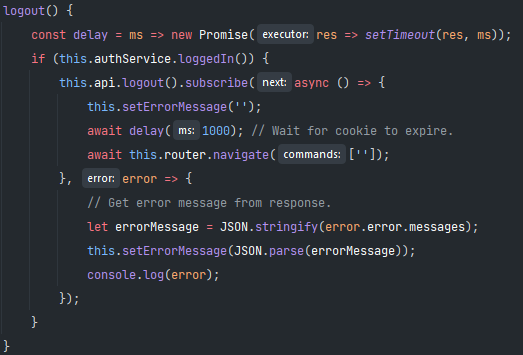 logout() {
    const delay = ms => new Promise( executor: res => setTimeout(res, ms));
    if (this.authService.loggedIn()) {
        this.api.logout().subscribe( next: async () => {
            this.setErrorMessage('');
            await delay( ms: 1000); // Wait for cookie to expire.
            await this.router.navigate( commands: ['']);
        }, error: error => {
            // Get error message from response.
            let errorMessage = JSON.stringify(error.error.messages);
            this.setErrorMessage(JSON.parse(errorMessage));
            console.log(error);
        });
    }
}